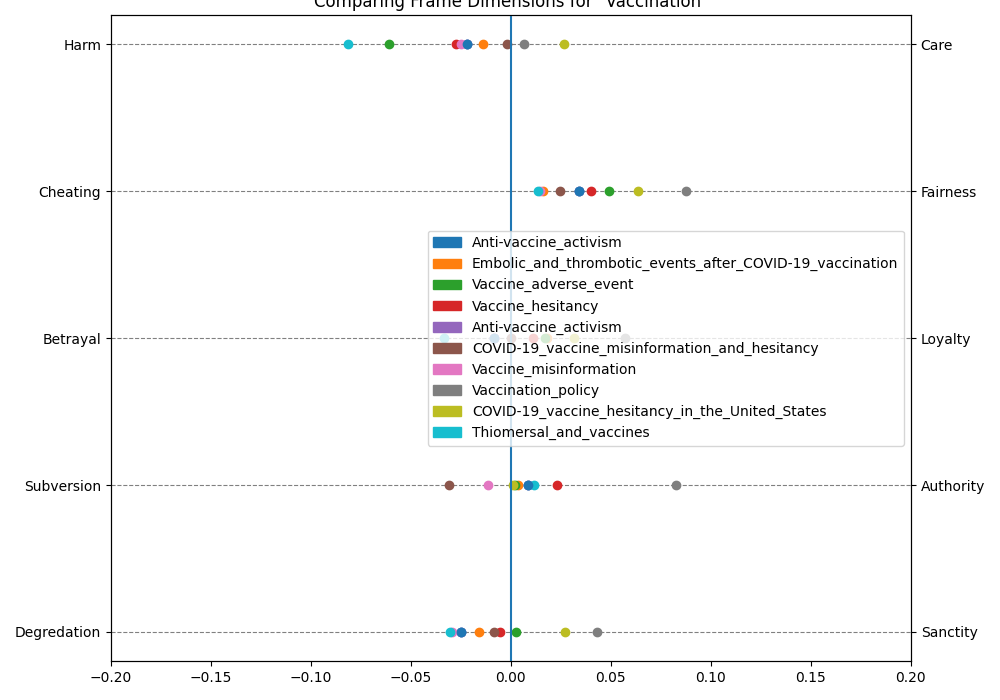 Comparing Frame Dimensions for "Vaccination"
Harm
Care
Cheating
Fairness
Anti-vaccine_activism
Embolic_and_thrombotic_events_after_COVID-19_vaccination
Vaccine_adverse_event
Vaccine_hesitancy
Anti-vaccine_activism
Betrayal
Loyalty
COVID-19_vaccine_misinformation_and_hesitancy
Vaccine_misinformation
Vaccination_policy
COVID-19_vaccine_hesitancy_in_the_United_States
Thiomersal_and_vaccines
Subversion
Authority
Degredation
Sanctity
−0.20 −0.15 −0.10 −0.05 0.00 0.05 0.10 0.15 0.20